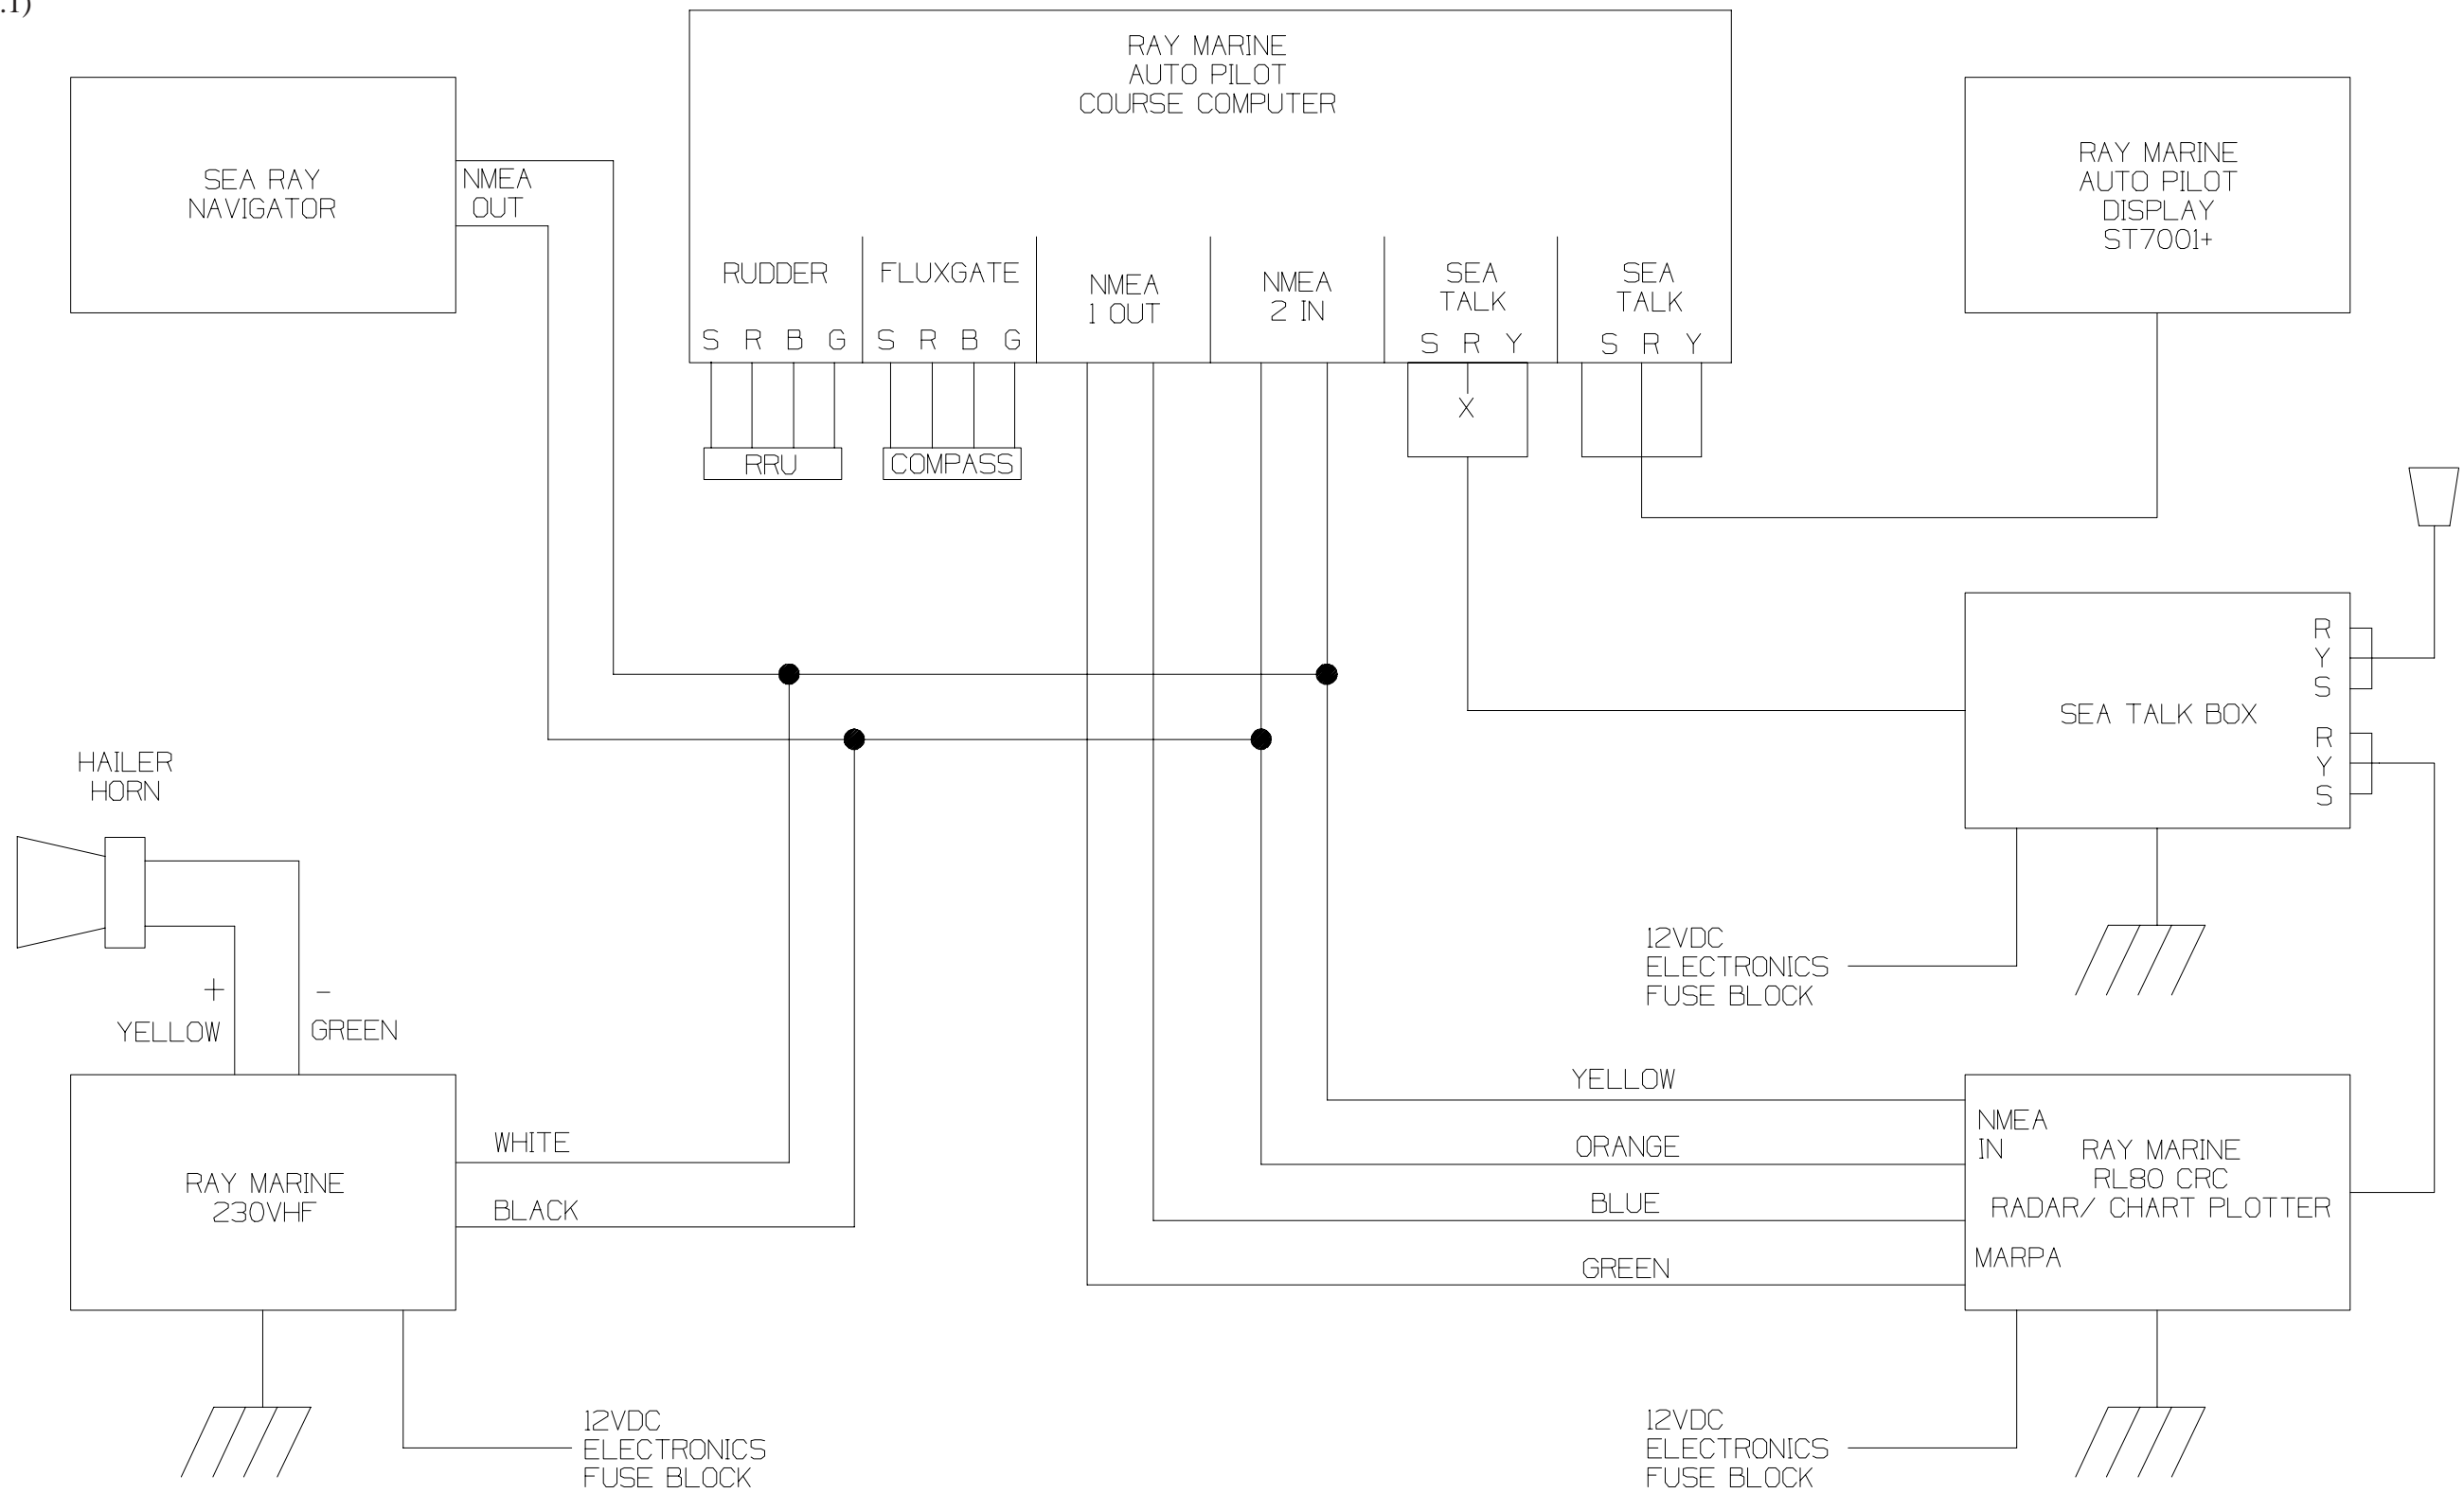 .1)
RAY MARINE
AUTO PILOT
COURSE COMPUTER
SEA RAY
NAVIGATOR
NMEA
OUT
RAY MARINE
AUTO PILOT
DISPLAY
ST7001+
RUDDER
S R B G
FLUXGATE
S R B G
NMEA
1 OUT
NMEA
2 IN
SEA
TALK
S R Y
SEA
TALK
S R Y
X
RRU
COMPASS
R
Y
S
SEA TALK BOX
R
Y
S
HAILER
HORN
+
-
YELLOW
GREEN
12VDC
ELECTRONICS
FUSE BLOCK
YELLOW
ORANGE
BLUE
GREEN
NMEA
IN
RAY MARINE
RL80 CRC
RADAR/ CHART PLOTTER
MARPA
WHITE
BLACK
RAY MARINE
230VHF
12VDC
ELECTRONICS
FUSE BLOCK
12VDC
ELECTRONICS
FUSE BLOCK